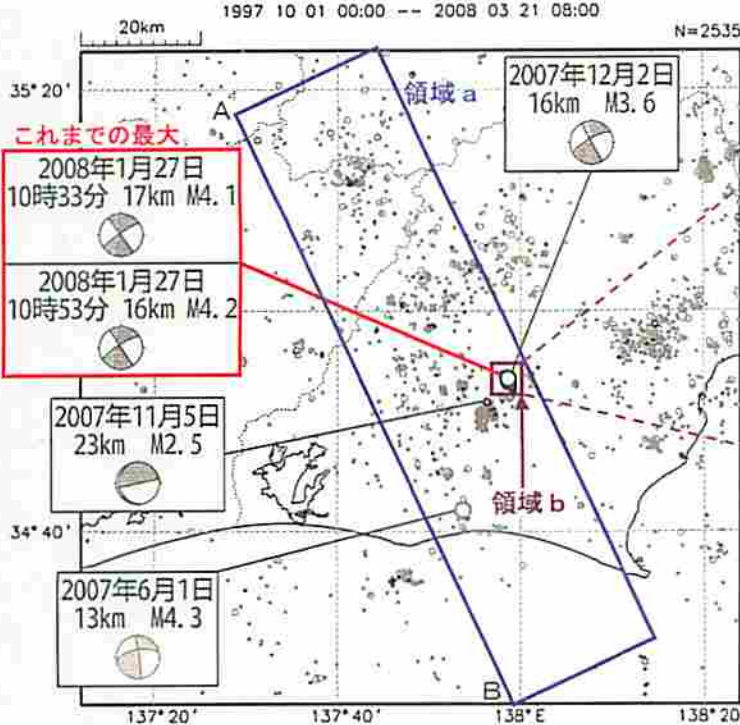 1997 10 01 00:00 -- 2008 03 21 08:00
20km
N=2535
35°20'
A
領域a
2007年12月2日
16km M3.6
これまでの最大
2008年1月27日
10時33分 17km M4.1
2008年1月27日
10時53分 16km M4.2
2007年11月5日
23km M2.5
領域b
34°40'
2007年6月1日
13km M4.3
B
137°20'
137°40'
138°E
138°20'